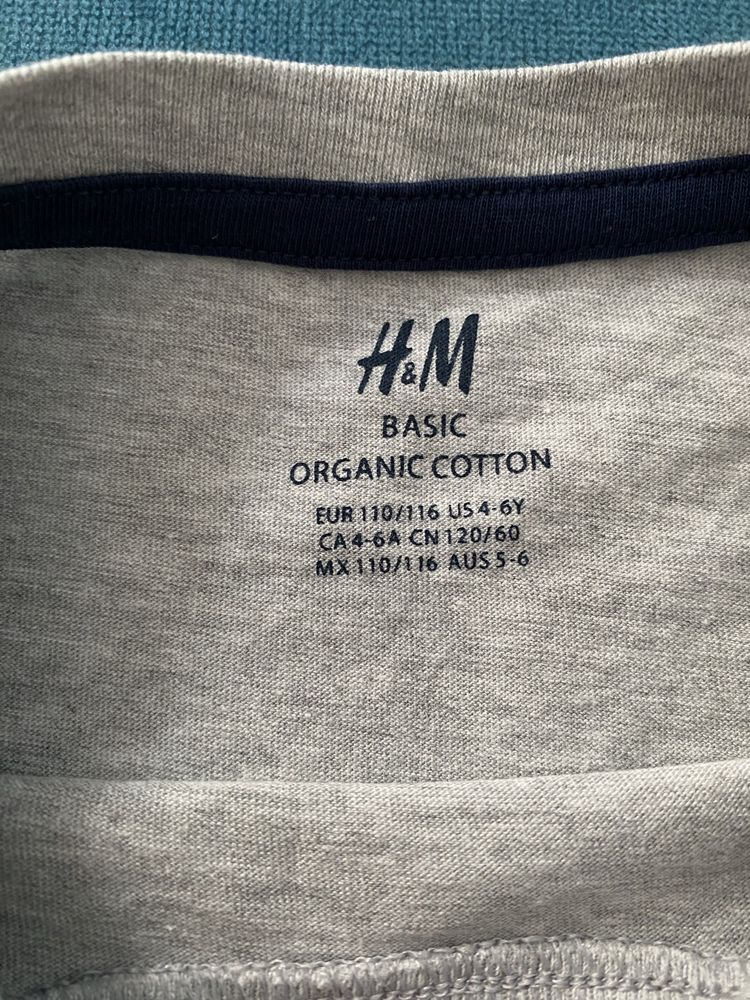 H&M
BASIC
ORGANIC COTTON
EUR 110/116 US 4-6Y
CA 4-6A CN 120/60
MX 110/116 AUS 5-6